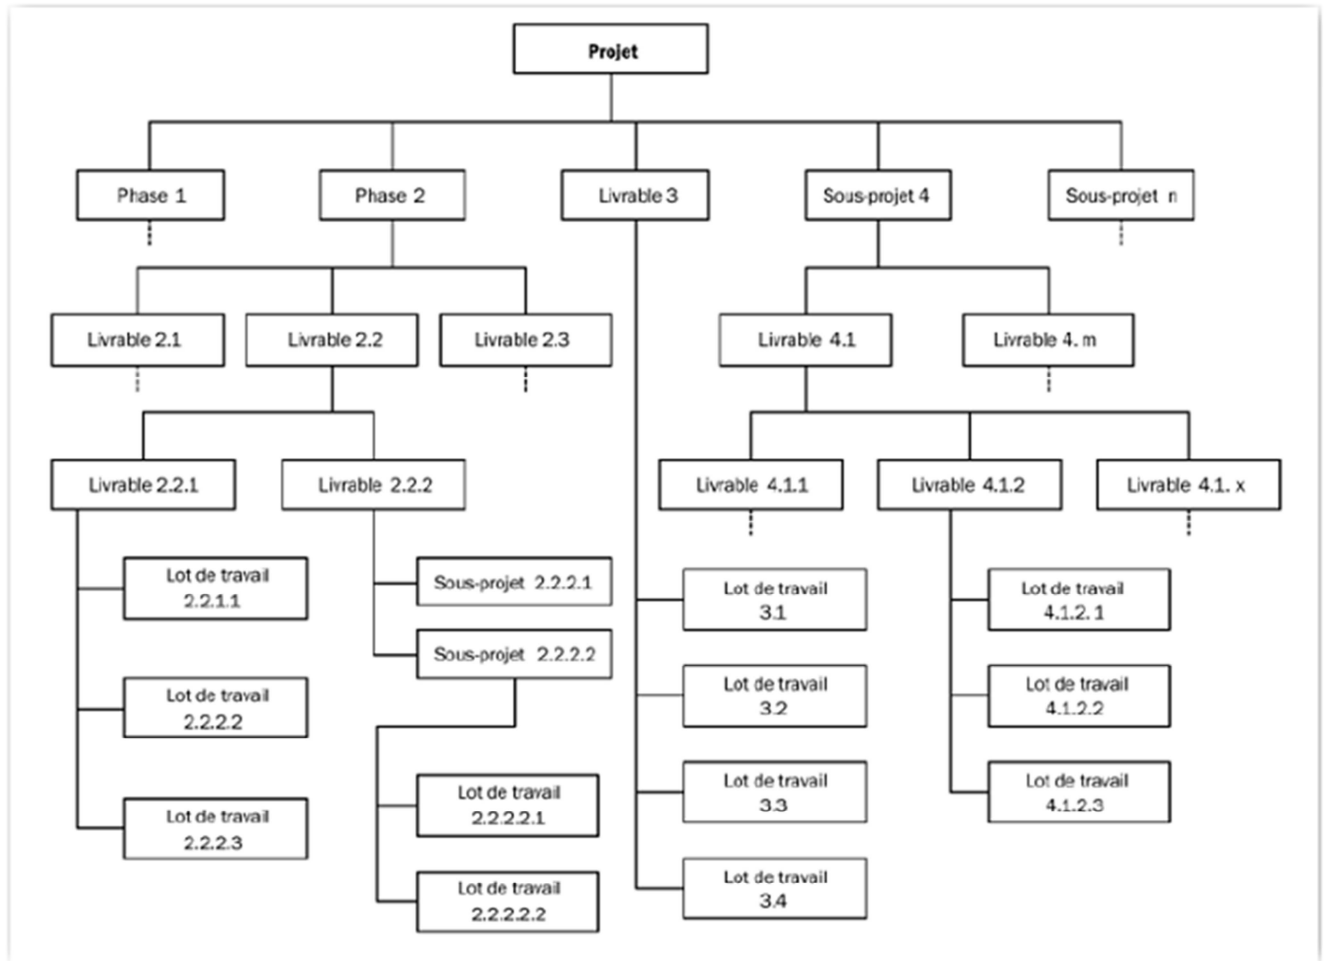 Projet
Phase 1
Phase 2
Livrable 3
Sous-projet 4
Sous-projet n
Livrable 2.1
Livrable 2.2
Livrable 2.3
Livrable 4.1
Livrable 4. m
Livrable 2.2.1
Livrable 2.2.2
Livrable 4.1.1
Livrable 4.1.2
Livrable 4.1. x
Lot de travail
2.2.1.1
Lot de travail
2.2.2.2
Lot de travail
2.2.2.3
Sous-projet 2.2.2.1
Sous-projet 2.2.2.2
Lot de travail
2.2.2.2.1
Lot de travail
2.2.2.2.2
Lot de travail
3.1
Lot de travail
3.2
Lot de travail
3.3
Lot de travail
3.4
Lot de travail
4.1.2. 1
Lot de travail
4.1.2.2
Lot de travail
4.1.2.3